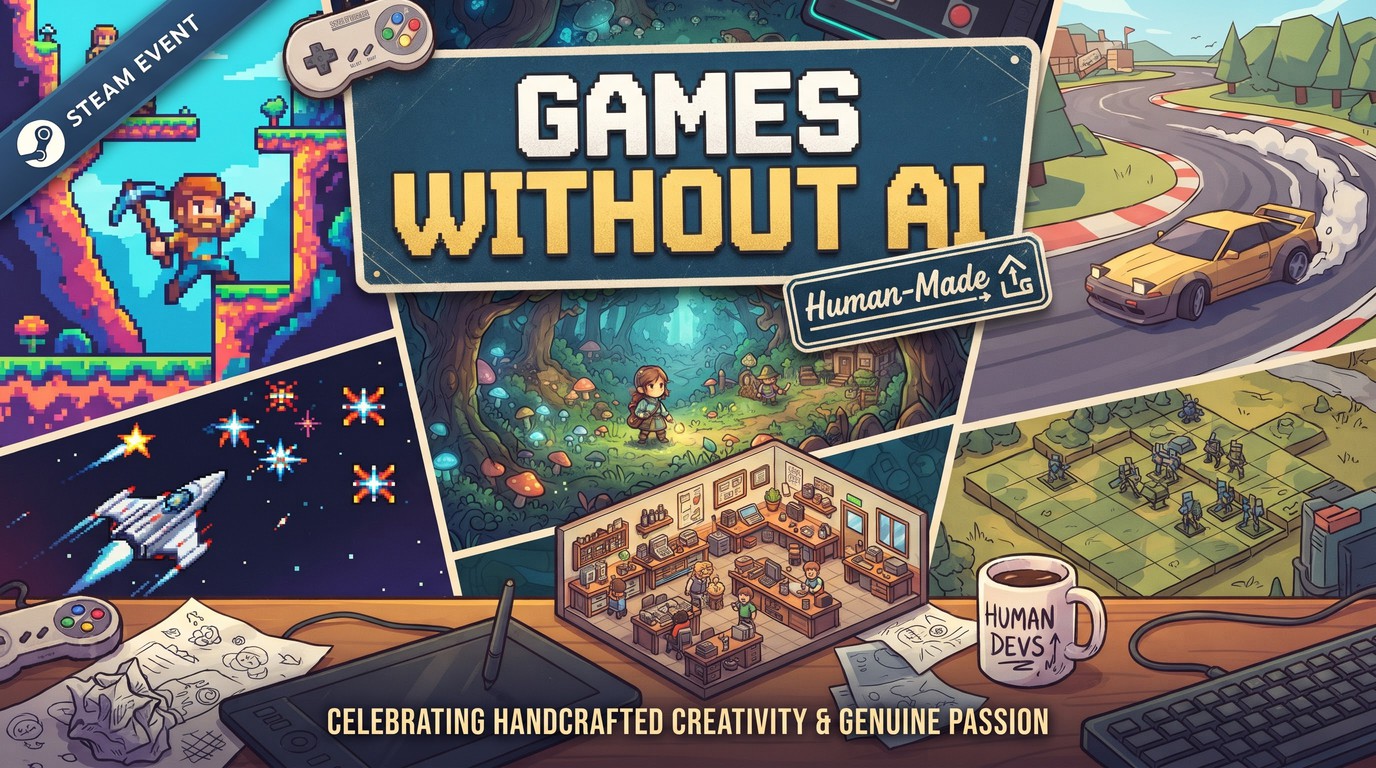 STEAM EVENT
GAMES
WITHOUT AI
Human-Made
HUMAN
DEVS
CELEBRATING HANDCRAFTED CREATIVITY & GENUINE PASSION